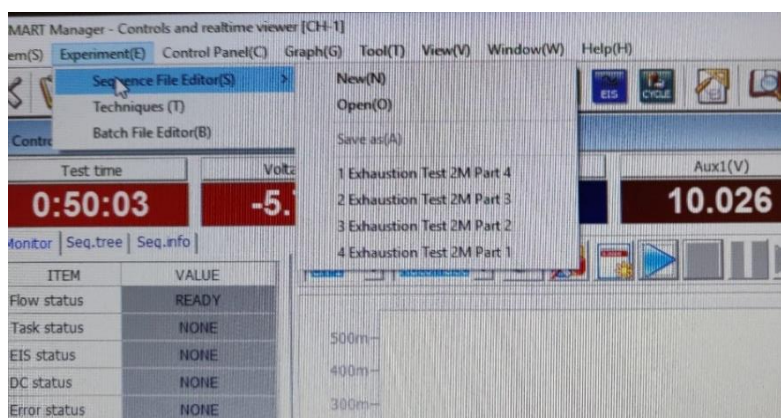 MART Manager - Controls and realtime viewer [CH-1]
em(S) Experiment(E) Control Panel(C) Graph(G) Tool(T) View(V) Window(W) Help(H)
Sequence File Editor(S) >
Techniques (T)
Batch File Editor(B)
New(N)
Open(O)
Save as(A)
1 Exhaustion Test 2M Part 4
2 Exhaustion Test 2M Part 3
3 Exhaustion Test 2M Part 2
4 Exhaustion Test 2M Part 1
EIS CYCLE
Contro
Test time Volta Aux1(V)
0:50:03 -5. 10.026
Monitor Seq.tree Seq.info
ITEM VALUE
Flow status READY
Task status NONE
EIS status NONE
DC status NONE
Error status NONE
500m
400m
300m